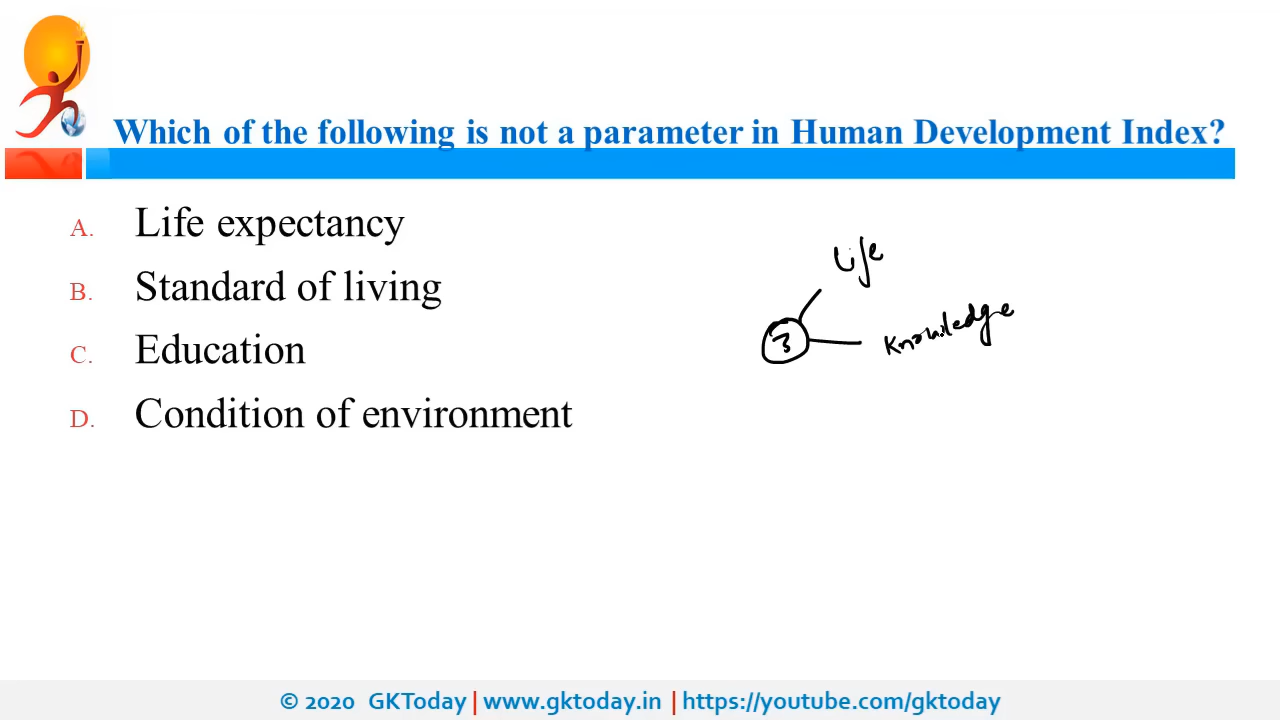 Which of the following is not a parameter in Human Development Index?
A. Life expectancy
B. Standard of living
C. Education
D. Condition of environment
Life
3
Knowledge
© 2020 GKToday | www.gktoday.in | https://youtube.com/gktoday